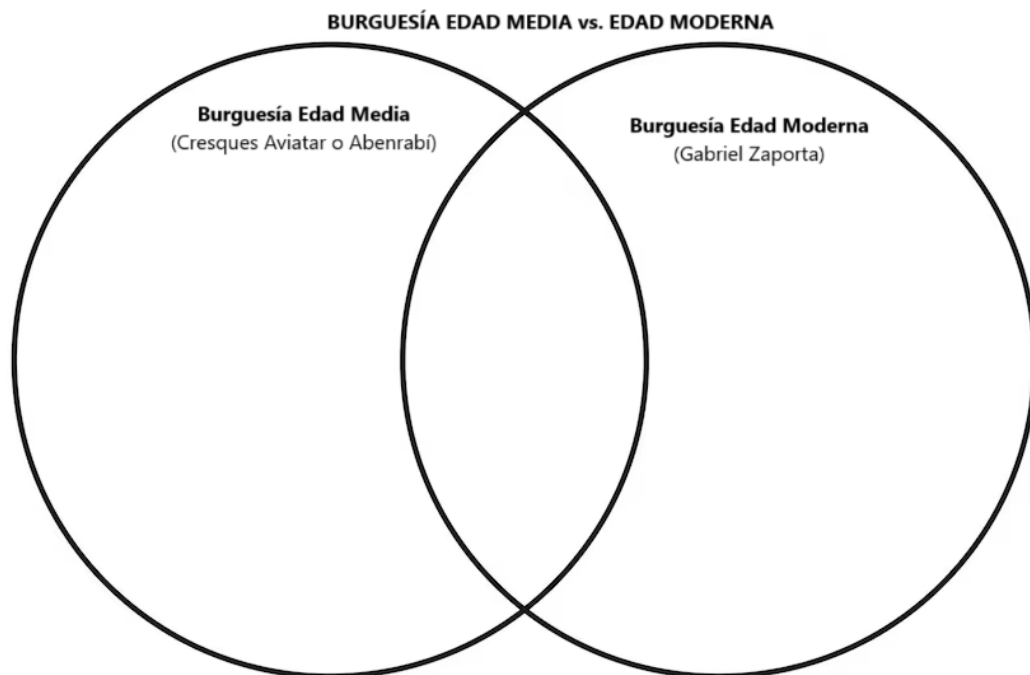 BURGUESÍA EDAD MEDIA vs. EDAD MODERNA
Burguesía Edad Media
(Cresques Aviatar o Abenrabí)
Burguesía Edad Moderna
(Gabriel Zaporta)